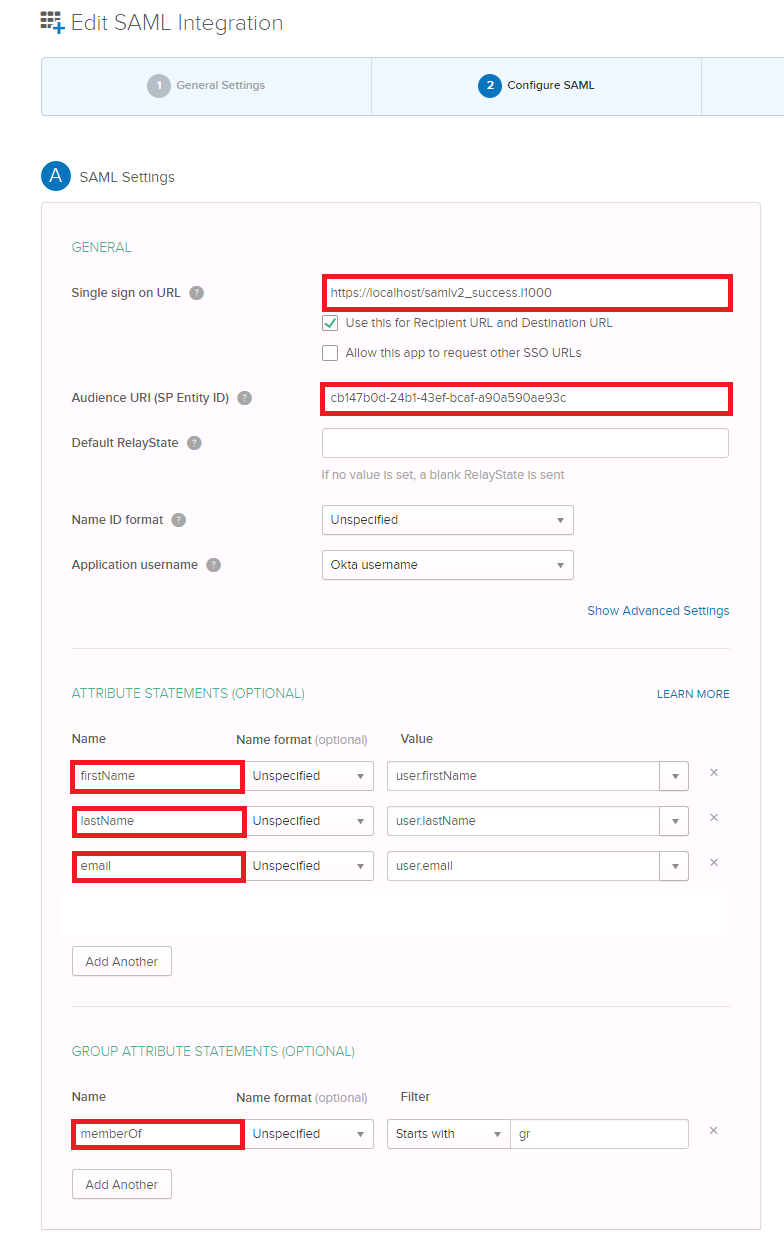 Edit SAML Integration
1 General Settings
2 Configure SAML
A SAML Settings
GENERAL
Single sign on URL ? https://localhost/samlv2_success.l1000
Use this for Recipient URL and Destination URL
Allow this app to request other SSO URLs
Audience URI (SP Entity ID) ? cb147b0d-24b1-43ef-bcaf-a90a590ae93c
Default RelayState ?
If no value is set, a blank RelayState is sent
Name ID format ? Unspecified
Application username ? Okta username
Show Advanced Settings
ATTRIBUTE STATEMENTS (OPTIONAL) LEARN MORE
Name Name format (optional) Value
firstName Unspecified user.firstName
lastName Unspecified user.lastName
email Unspecified user.email
Add Another
GROUP ATTRIBUTE STATEMENTS (OPTIONAL)
Name Name format (optional) Filter
memberOf Unspecified Starts with gr
Add Another